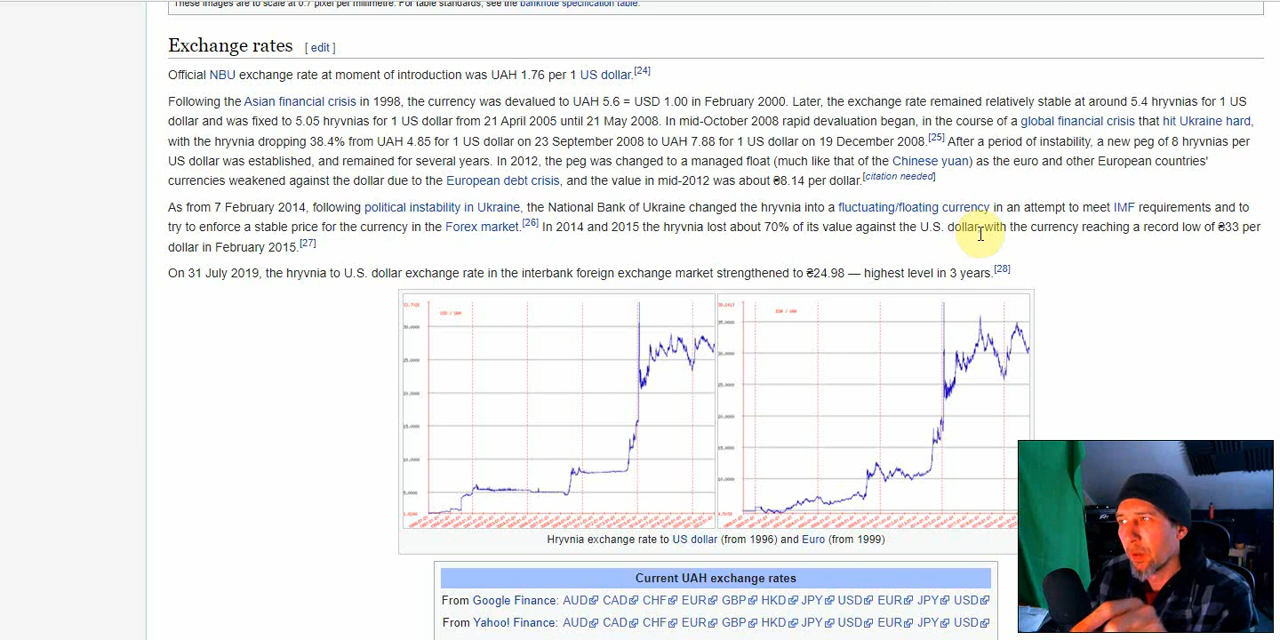 These images are to scale at 0.7 pixel per millimetre. For table standards, see the banknote specification table.
Exchange rates [ edit ]
Official NBU exchange rate at moment of introduction was UAH 1.76 per 1 US dollar.[24]
Following the Asian financial crisis in 1998, the currency was devalued to UAH 5.6 = USD 1.00 in February 2000. Later, the exchange rate remained relatively stable at around 5.4 hryvnias for 1 US
dollar and was fixed to 5.05 hryvnias for 1 US dollar from 21 April 2005 until 21 May 2008. In mid-October 2008 rapid devaluation began, in the course of a global financial crisis that hit Ukraine hard,
with the hryvnia dropping 38.4% from UAH 4.85 for 1 US dollar on 23 September 2008 to UAH 7.88 for 1 US dollar on 19 December 2008.[25] After a period of instability, a new peg of 8 hryvnias per
US dollar was established, and remained for several years. In 2012, the peg was changed to a managed float (much like that of the Chinese yuan) as the euro and other European countries'
currencies weakened against the dollar due to the European debt crisis, and the value in mid-2012 was about ₴8.14 per dollar.[citation needed]
As from 7 February 2014, following political instability in Ukraine, the National Bank of Ukraine changed the hryvnia into a fluctuating/floating currency in an attempt to meet IMF requirements and to
try to enforce a stable price for the currency in the Forex market.[26] In 2014 and 2015 the hryvnia lost about 70% of its value against the U.S. dollar with the currency reaching a record low of ₴33 per
dollar in February 2015.[27]
On 31 July 2019, the hryvnia to U.S. dollar exchange rate in the interbank foreign exchange market strengthened to ₴24.98 — highest level in 3 years.[28]
USD / UAH
EUR / UAH
Hryvnia exchange rate to US dollar (from 1996) and Euro (from 1999)
Current UAH exchange rates
From Google Finance: AUD CAD CHF EUR GBP HKD JPY USD EUR JPY USD
From Yahoo! Finance: AUD CAD CHF EUR GBP HKD JPY USD EUR JPY USD